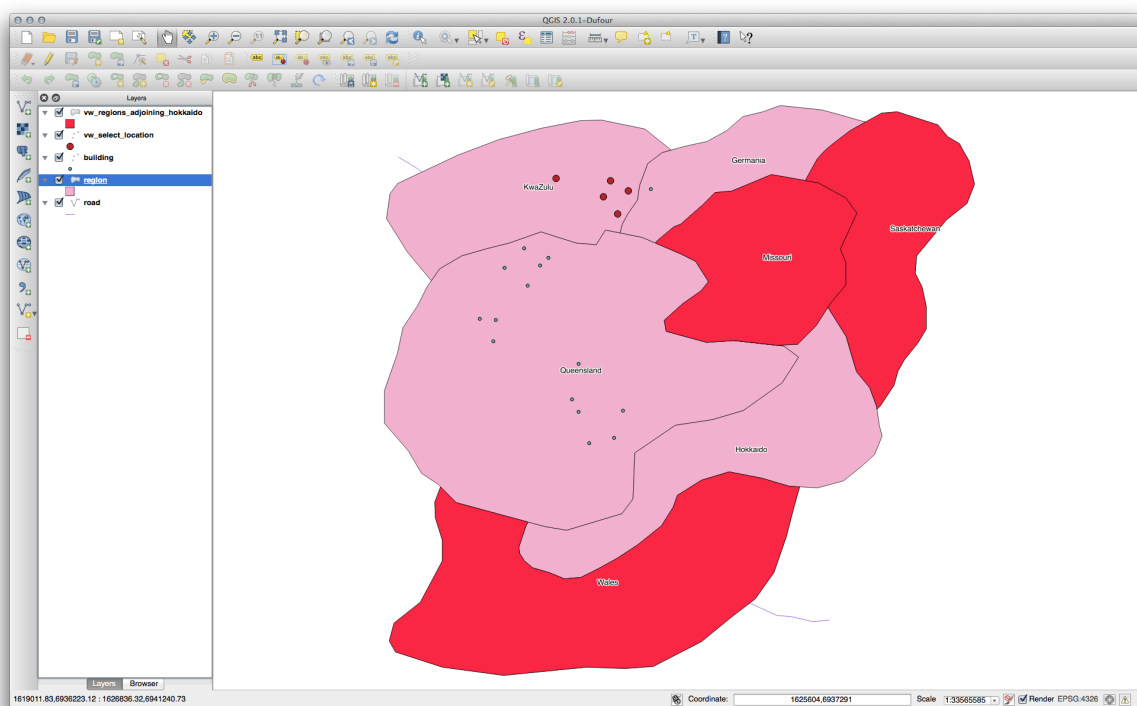 QGIS 2.0.1-Dufour
Layers
vw_regions_adjoining_hokkaido
vw_select_location
building
region
road
Germania
KwaZulu
Saskatchewan
Missouri
Queensland
Hokkaido
Wales
Layers Browser
1619011.83,6936223.12 : 1626836.32,6941240.73
Coordinate: 1625604,6937291
Scale 1:33565585
Render EPSG:4326